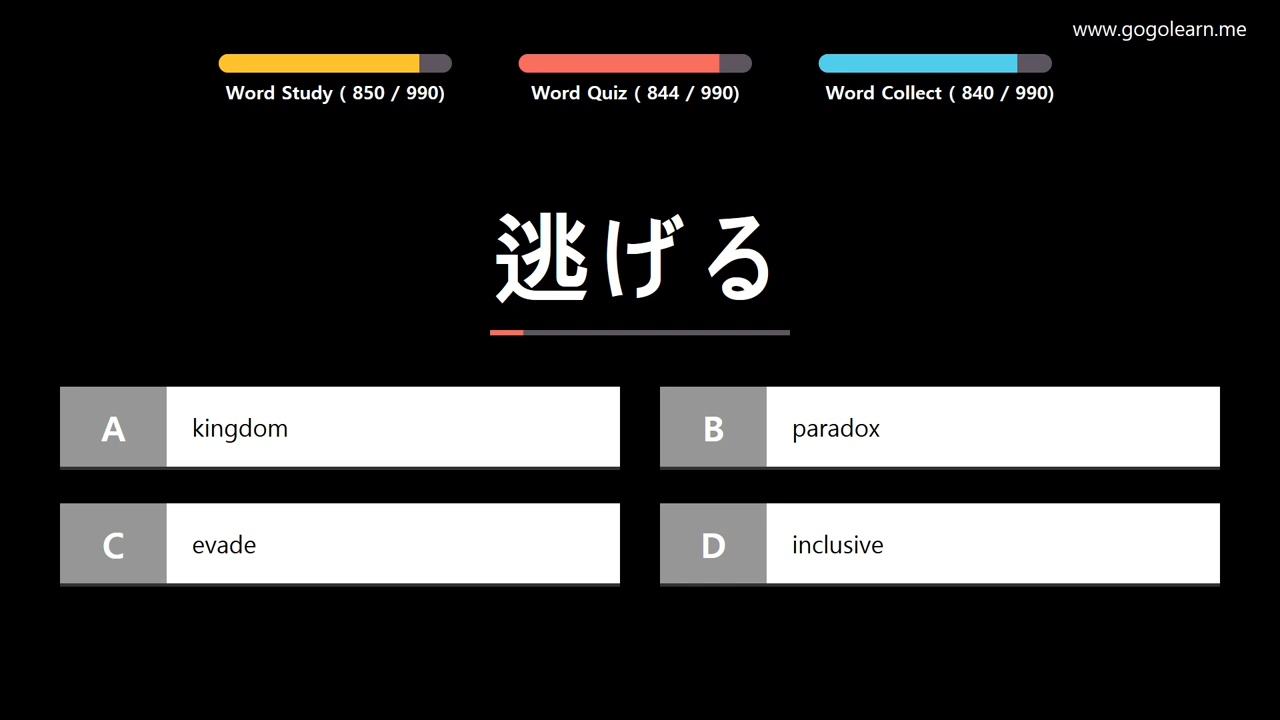 www.gogolearn.me
Word Study ( 850 / 990)
Word Quiz ( 844 / 990)
Word Collect ( 840 / 990)
逃げる
A kingdom
B paradox
C evade
D inclusive